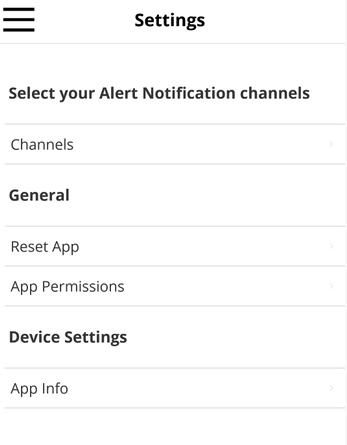 Settings
Select your Alert Notification channels
Channels
General
Reset App
App Permissions
Device Settings
App Info